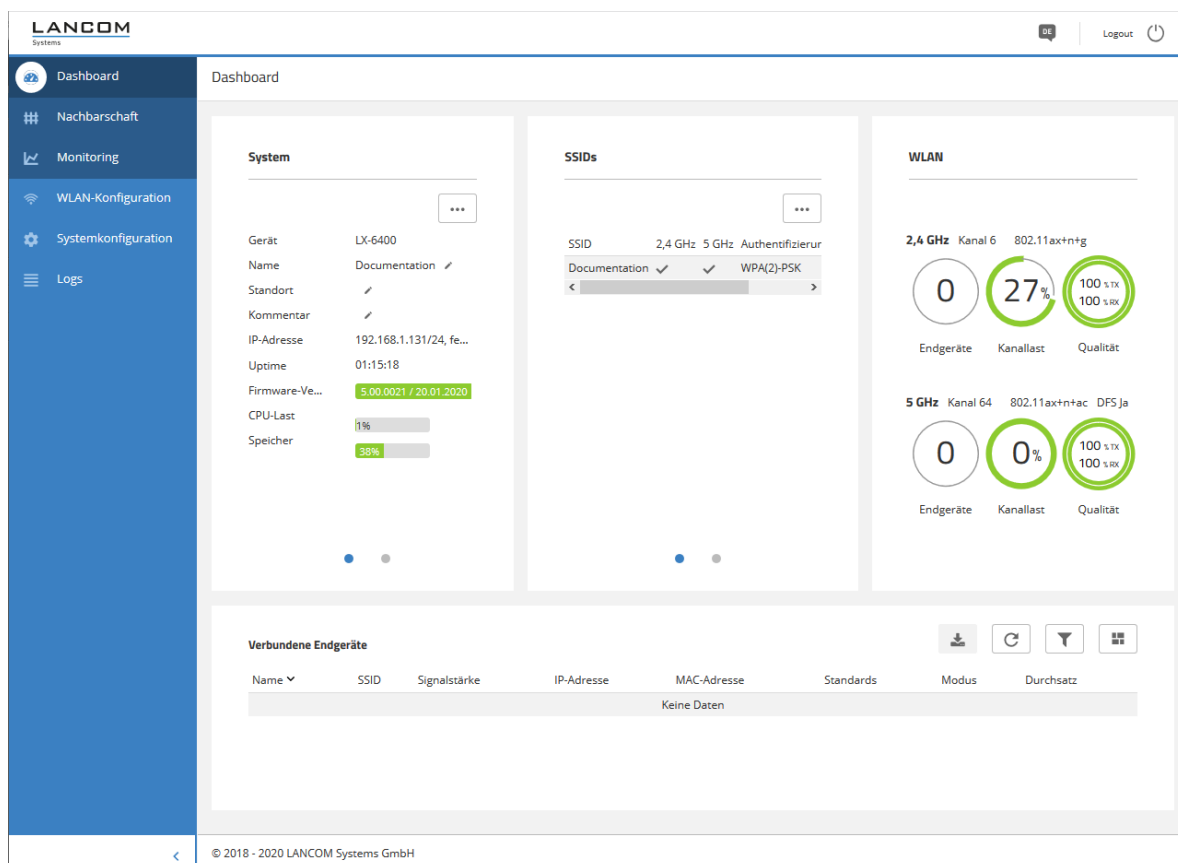 LANCOM
Systems
DE
Logout
Dashboard
Nachbarschaft
Monitoring
WLAN-Konfiguration
Systemkonfiguration
Logs
Dashboard
System
Gerät LX-6400
Name Documentation
Standort
Kommentar
IP-Adresse 192.168.1.131/24, fe...
Uptime 01:15:18
Firmware-Ve... 5.00.0021 / 20.01.2020
CPU-Last 1%
Speicher 38%
SSIDs
SSID 2,4 GHz 5 GHz Authentifizierur
Documentation WPA(2)-PSK
WLAN
2,4 GHz Kanal 6 802.11ax+n+g
0 27% 100 % TX
100 % RX
Endgeräte Kanallast Qualität
5 GHz Kanal 64 802.11ax+n+ac DFS Ja
0 0% 100 % TX
100 % RX
Endgeräte Kanallast Qualität
Verbundene Endgeräte
Name SSID Signalstärke IP-Adresse MAC-Adresse Standards Modus Durchsatz
Keine Daten
© 2018 - 2020 LANCOM Systems GmbH